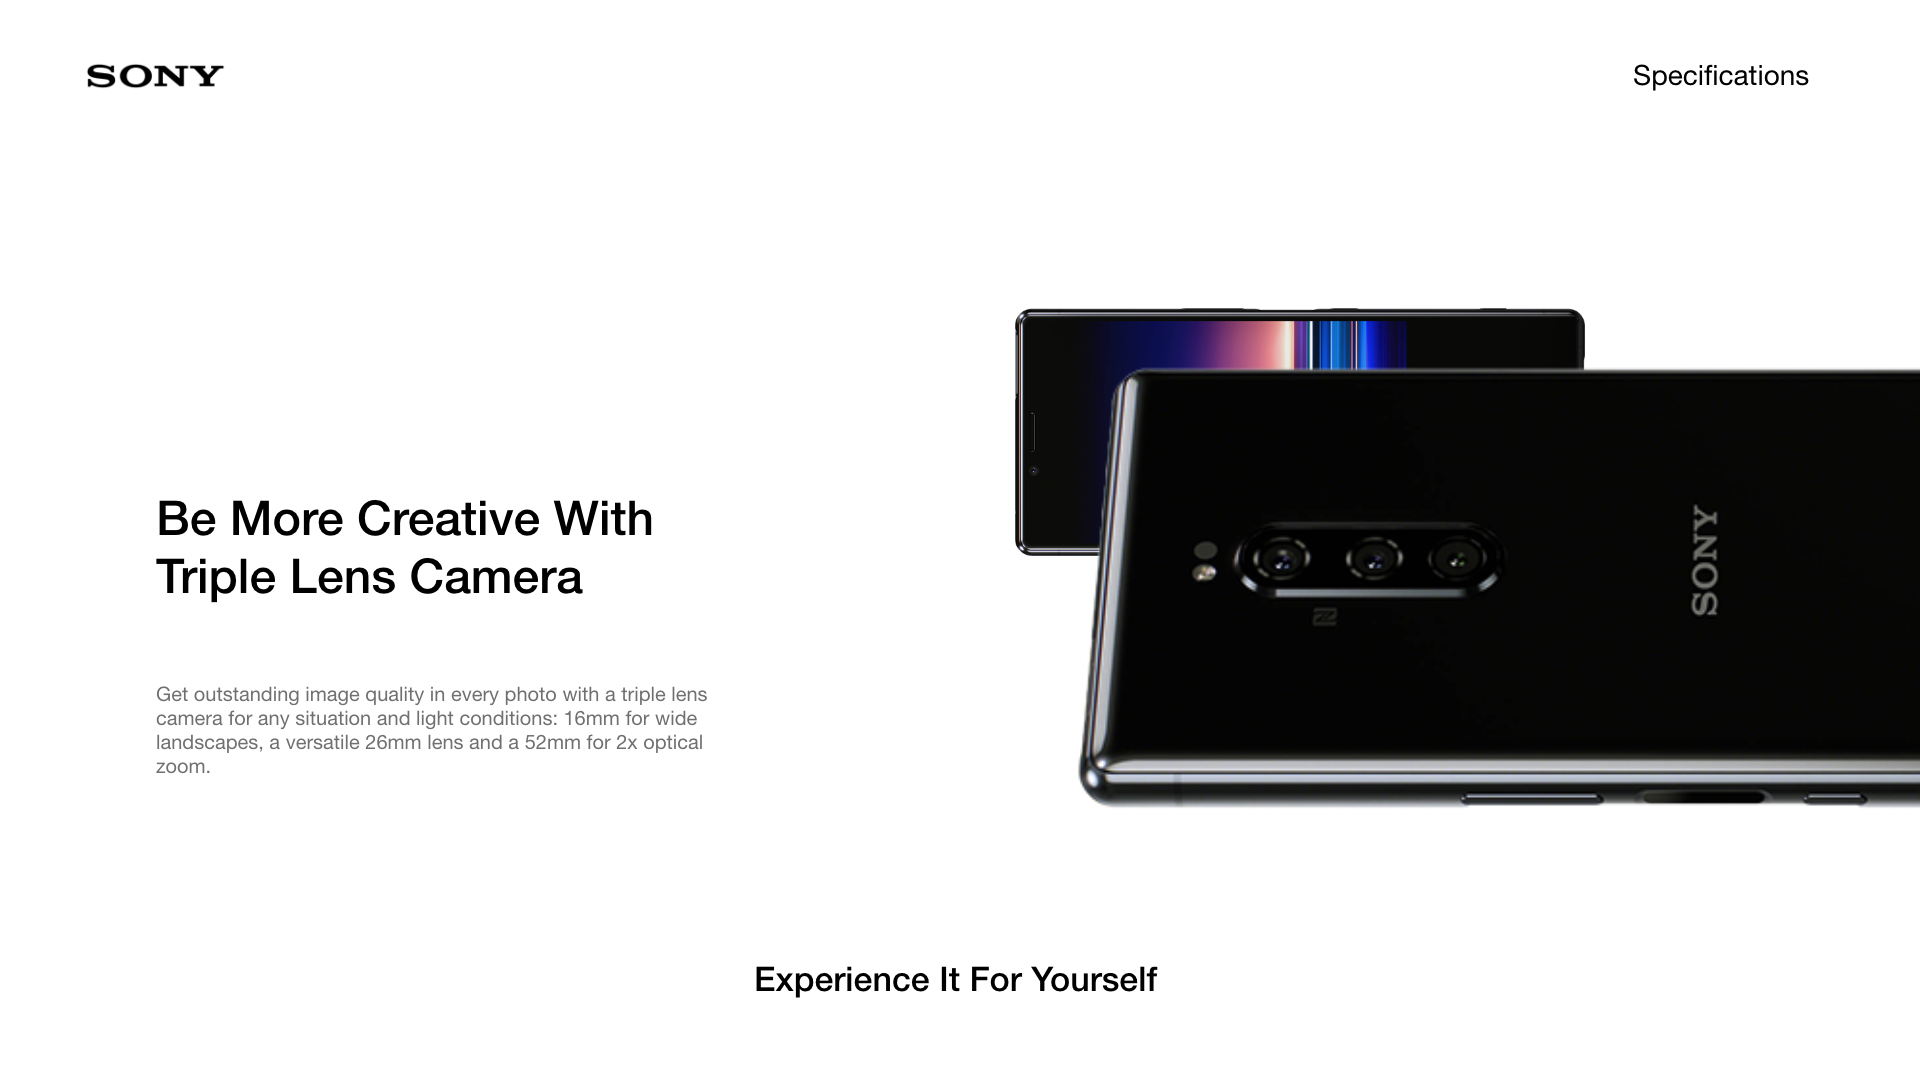 SONY
Specifications
Be More Creative With
Triple Lens Camera
Get outstanding image quality in every photo with a triple lens
camera for any situation and light conditions: 16mm for wide
landscapes, a versatile 26mm lens and a 52mm for 2x optical
zoom.
SONY
Experience It For Yourself